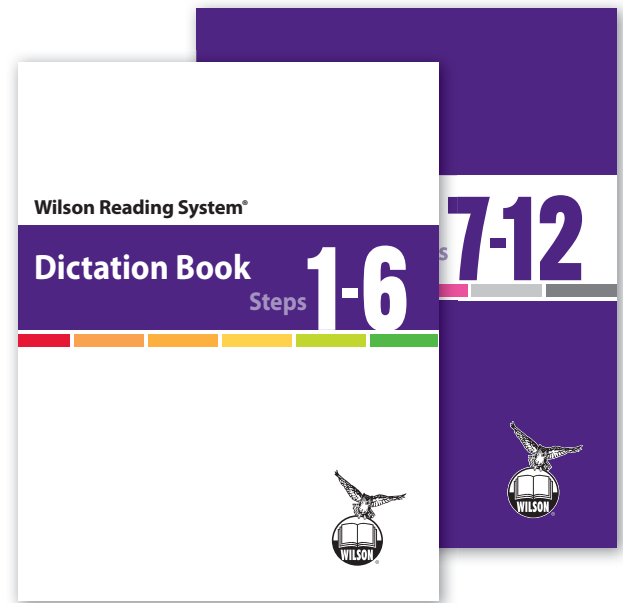 Wilson Reading System®
Dictation Book
Steps 1-6
WILSON®
s 7-12
WILSON®